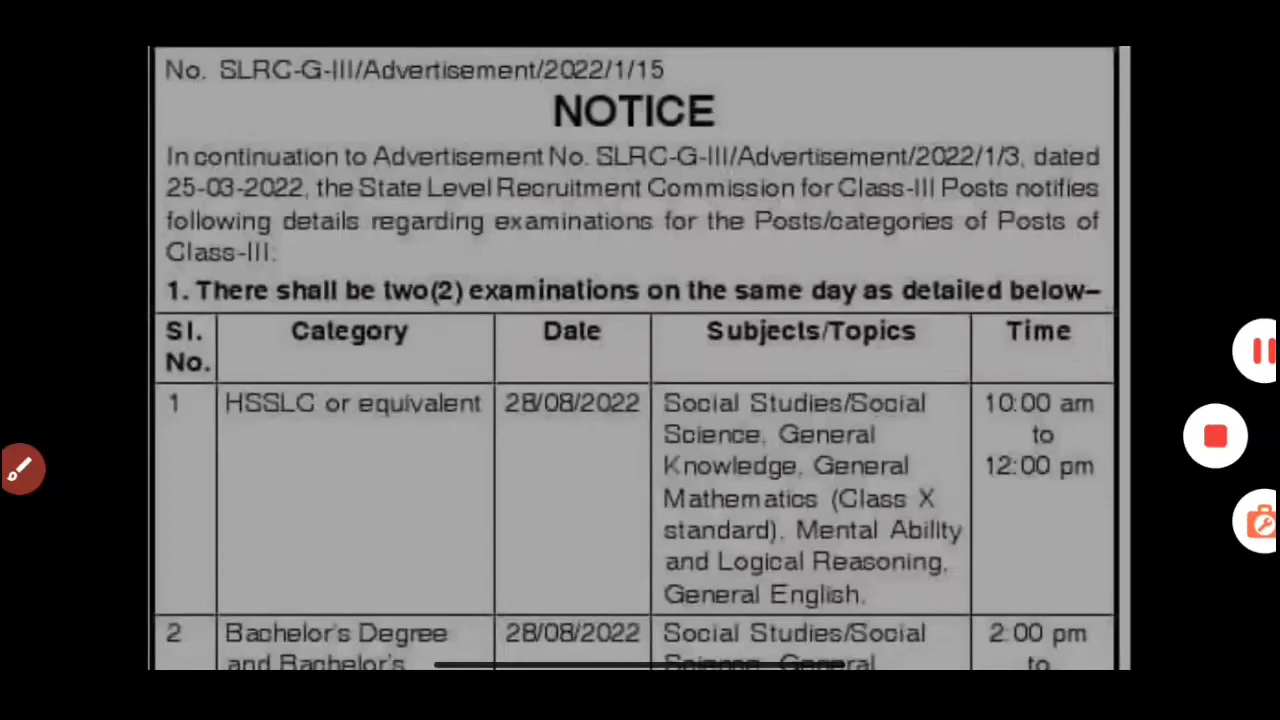 No. SLRC-G-III/Advertisement/2022/1/15
NOTICE
In continuation to Advertisement No. SLRC-G-III/Advertisement/2022/1/3, dated
25-03-2022, the State Level Recruitment Commission for Class-III Posts notifies
following details regarding examinations for the Posts/categories of Posts of
Class-III:
1. There shall be two(2) examinations on the same day as detailed below–
Sl. No.
Category
Date
Subjects/Topics
Time
1
HSSLC or equivalent
28/08/2022
Social Studies/Social
Science, General
Knowledge, General
Mathematics (Class X
standard), Mental Ability
and Logical Reasoning,
General English.
10:00 am
to
12:00 pm
2
Bachelor's Degree
and Bachelor's
28/08/2022
Social Studies/Social
Science, General
2:00 pm
to